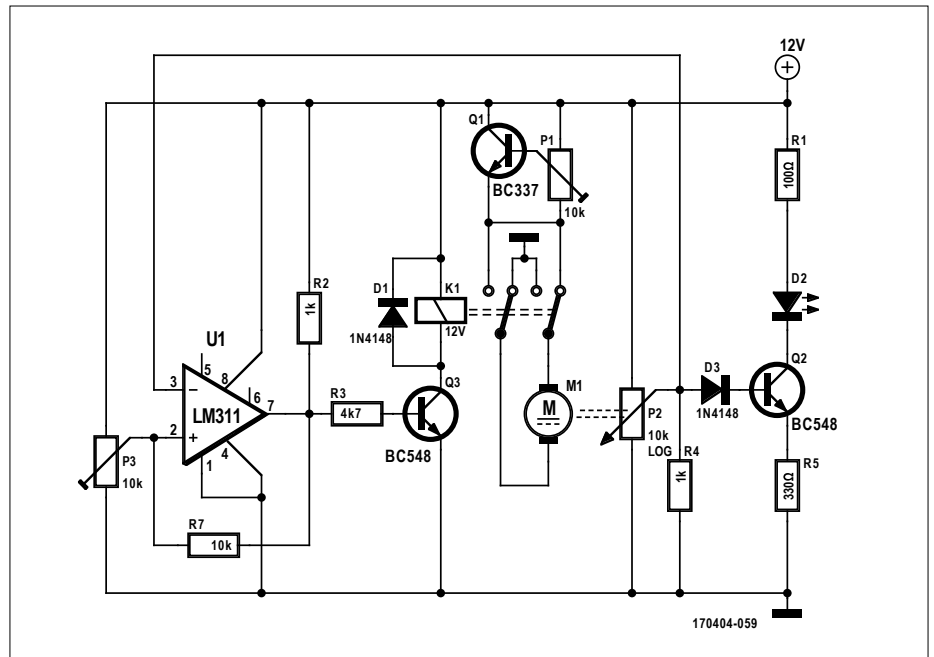 12V
Q1
P1
R1
100Ω
BC337
10k
R2
1k
D1
K1
D2
1N4148
12V
U1
5
8
6
3
−
7
R3
Q3
M1
D3
Q2
LM311
4k7
M
P2
1N4148
2
+
10k
BC548
1
4
BC548
LOG
R4
R5
P3
1k
330Ω
10k
R7
10k
170404-059